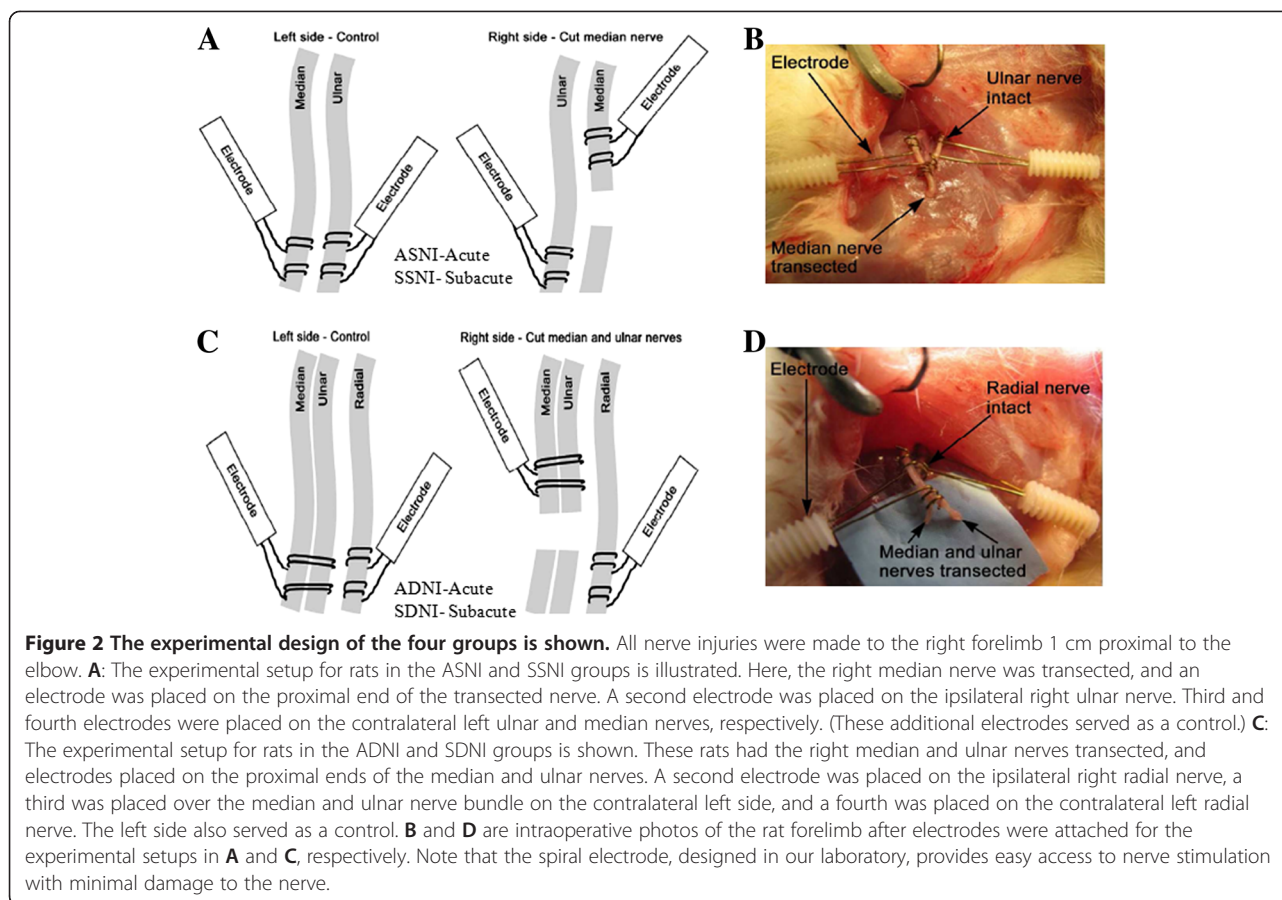 A
Left side - Control
Right side - Cut median nerve
Median
Ulnar
Ulnar
Median
Electrode
Electrode
Electrode
Electrode
ASNI-Acute
SSNI- Subacute
B
Electrode
Ulnar nerve
intact
Median nerve
transected
C
Left side - Control
Right side - Cut median and ulnar nerves
Median
Ulnar
Radial
Median
Ulnar
Radial
Electrode
Electrode
Electrode
Electrode
ADNI-Acute
SDNI- Subacute
D
Electrode
Radial nerve
intact
Median and ulnar
nerves transected
Figure 2 The experimental design of the four groups is shown. All nerve injuries were made to the right forelimb 1 cm proximal to the
elbow. A: The experimental setup for rats in the ASNI and SSNI groups is illustrated. Here, the right median nerve was transected, and an
electrode was placed on the proximal end of the transected nerve. A second electrode was placed on the ipsilateral right ulnar nerve. Third and
fourth electrodes were placed on the contralateral left ulnar and median nerves, respectively. (These additional electrodes served as a control.) C:
The experimental setup for rats in the ADNI and SDNI groups is shown. These rats had the right median and ulnar nerves transected, and
electrodes placed on the proximal ends of the median and ulnar nerves. A second electrode was placed on the ipsilateral right radial nerve, a
third was placed over the median and ulnar nerve bundle on the contralateral left side, and a fourth was placed on the contralateral left radial
nerve. The left side also served as a control. B and D are intraoperative photos of the rat forelimb after electrodes were attached for the
experimental setups in A and C, respectively. Note that the spiral electrode, designed in our laboratory, provides easy access to nerve stimulation
with minimal damage to the nerve.